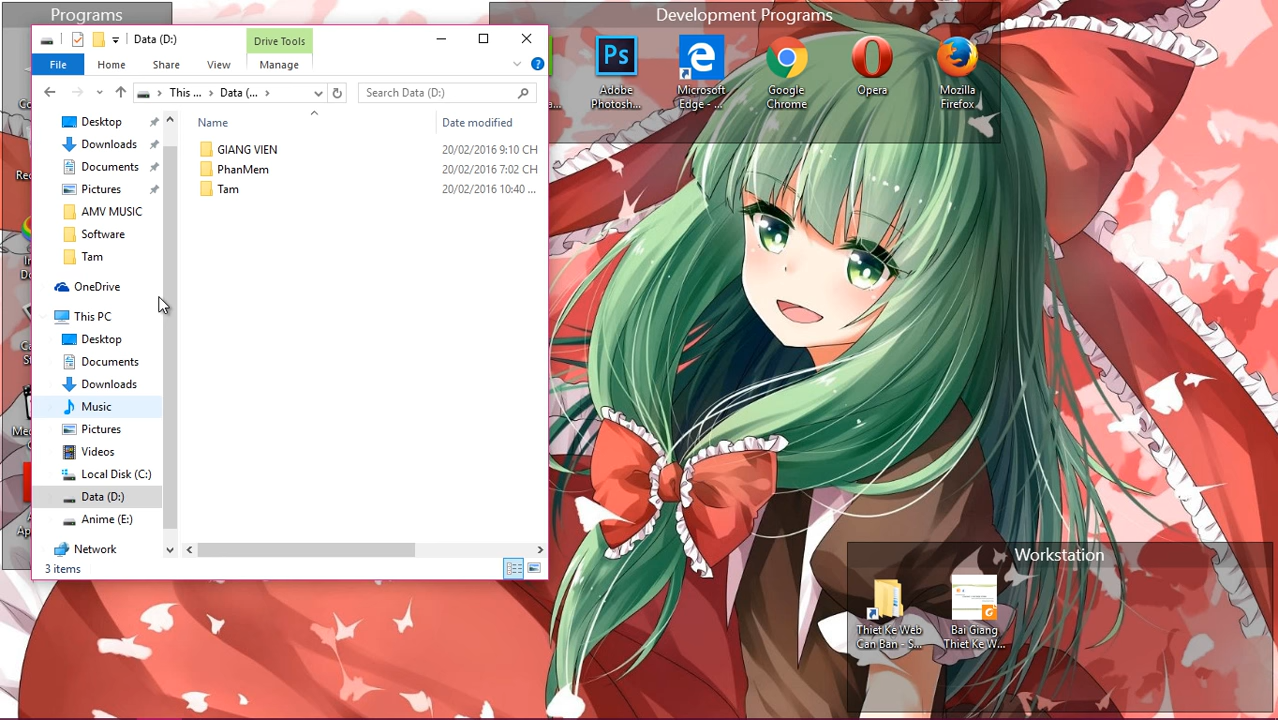 Programs
Data (D:)
Drive Tools
File
Home
Share
View
Manage
This ...
Data (...
Search Data (D:)
Desktop
Downloads
Documents
Pictures
AMV MUSIC
Software
Tam
OneDrive
This PC
Desktop
Documents
Downloads
Music
Pictures
Videos
Local Disk (C:)
Data (D:)
Anime (E:)
Network
Name
Date modified
GIANG VIEN
20/02/2016 9:10 CH
PhanMem
20/02/2016 7:02 CH
Tam
20/02/2016 10:40 ...
3 items
Development Programs
Ps
Adobe
Photosh...
Microsoft
Edge - ...
Google
Chrome
Opera
Mozilla
Firefox
Workstation
Thiet Ke Web
Can Ban - S...
Bai Giang
Thiet Ke W...